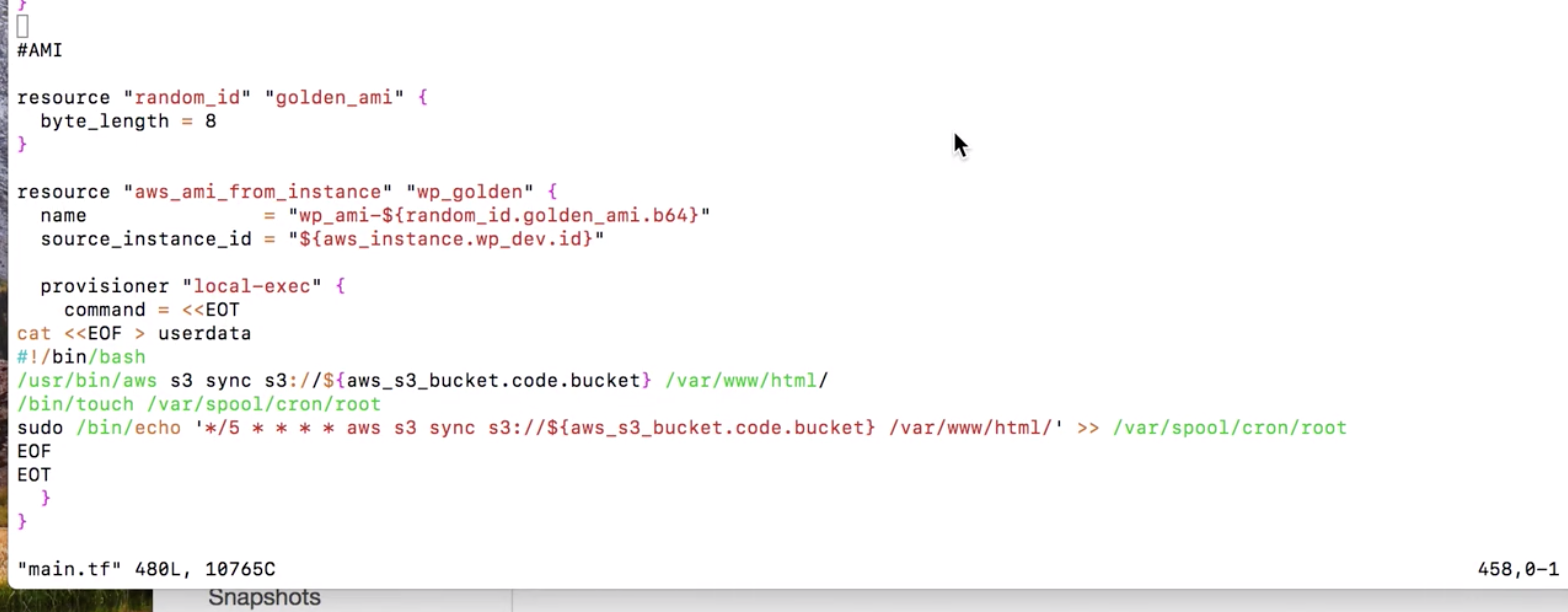 }
#AMI
resource "random_id" "golden_ami" {
  byte_length = 8
}
resource "aws_ami_from_instance" "wp_golden" {
  name               = "wp_ami-${random_id.golden_ami.b64}"
  source_instance_id = "${aws_instance.wp_dev.id}"
  provisioner "local-exec" {
    command = <<EOT
cat <<EOF > userdata
#!/bin/bash
/usr/bin/aws s3 sync s3://${aws_s3_bucket.code.bucket} /var/www/html/
/bin/touch /var/spool/cron/root
sudo /bin/echo '*/5 * * * * aws s3 sync s3://${aws_s3_bucket.code.bucket} /var/www/html/' >> /var/spool/cron/root
EOF
EOT
  }
}
"main.tf" 480L, 10765C 458,0-1
Snapshots